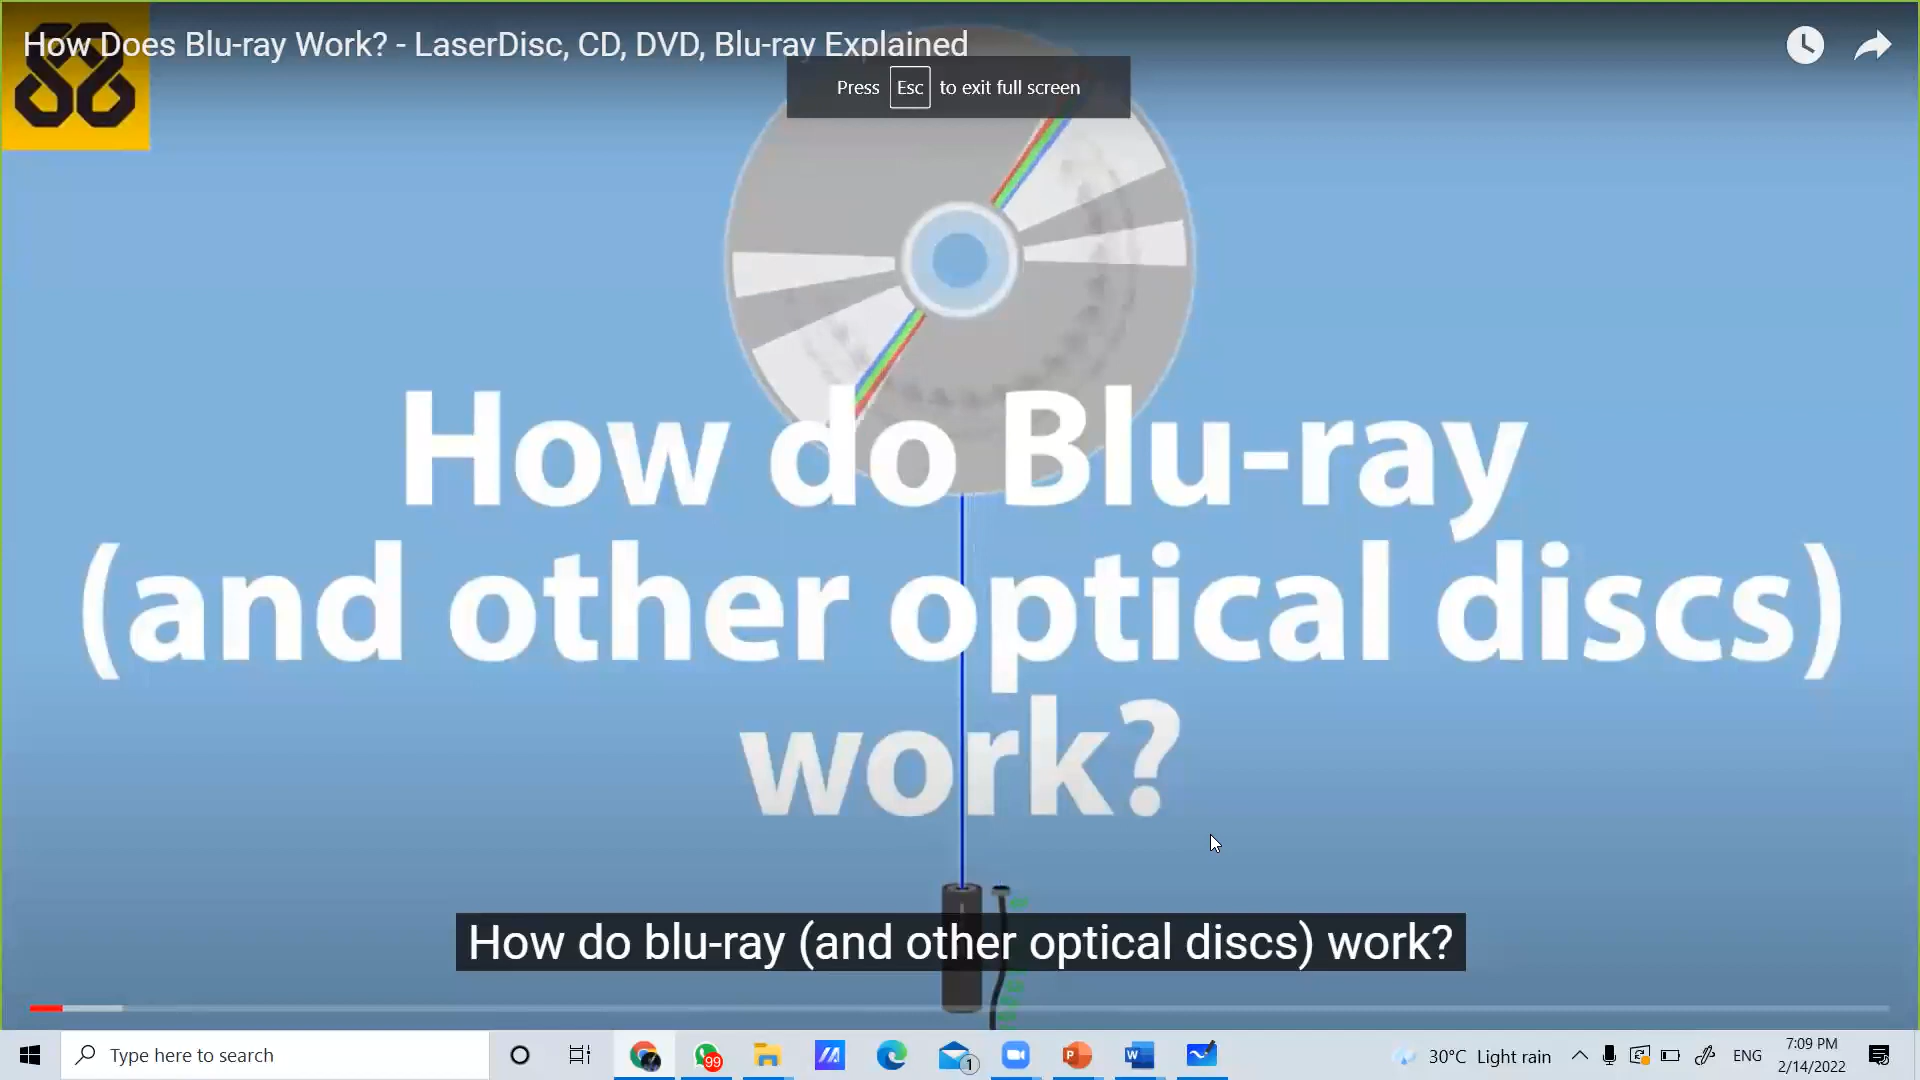 How Does Blu-ray Work? - LaserDisc, CD, DVD, Blu-ray Explained
Press Esc to exit full screen
How do Blu-ray
(and other optical discs)
work?
How do blu-ray (and other optical discs) work?
Type here to search
99
1
P
W
30°C Light rain
ENG
7:09 PM
2/14/2022